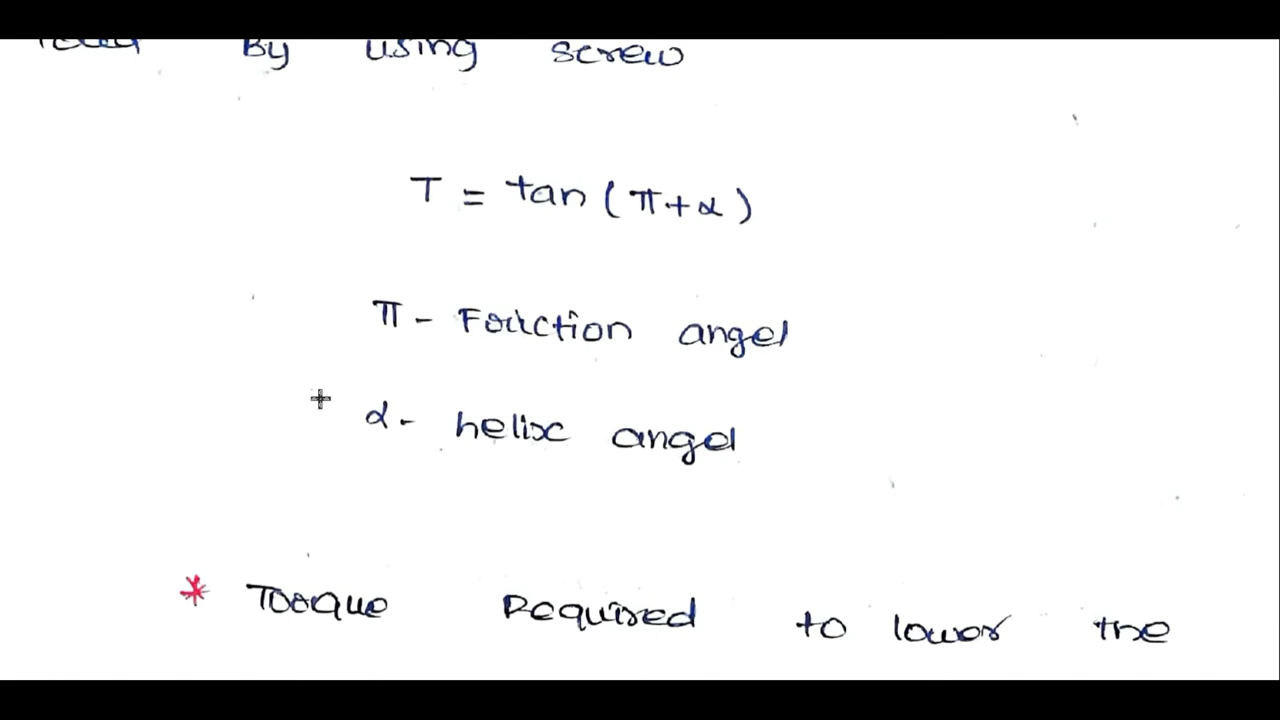 By using screw
T = tan (π + α)
π - Friction angel
α - helix angel
* Torque Required to lower the